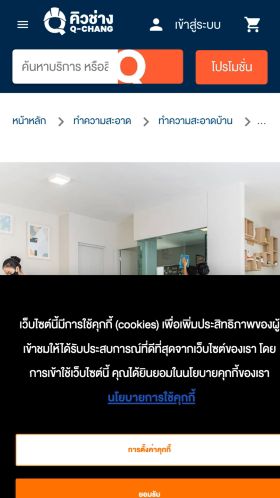 คิวช่าง
Q-CHANG
เข้าสู่ระบบ
ค้นหาบริการ หรือสิ
โปรโมชั่น
หน้าหลัก > ทำความสะอาด > ทำความสะอาดบ้าน > ...
เว็บไซต์นี้มีการใช้คุกกี้ (cookies) เพื่อเพิ่มประสิทธิภาพของผู้
เข้าชมให้ได้รับประสบการณ์ที่ดีที่สุดจากเว็บไซต์ของเรา โดย
การเข้าใช้เว็บไซต์นี้ คุณได้ยินยอมในนโยบายคุกกี้ของเรา
นโยบายการใช้คุกกี้
การตั้งค่าคุกกี้
ยอมรับ